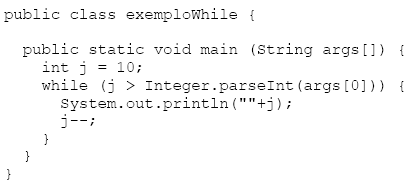 public class exemploWhile {
public static void main (String args[]) {
int j = 10;
while (j > Integer.parseInt(args[0])) {
System.out.println(""+j);
j--;
}
}
}